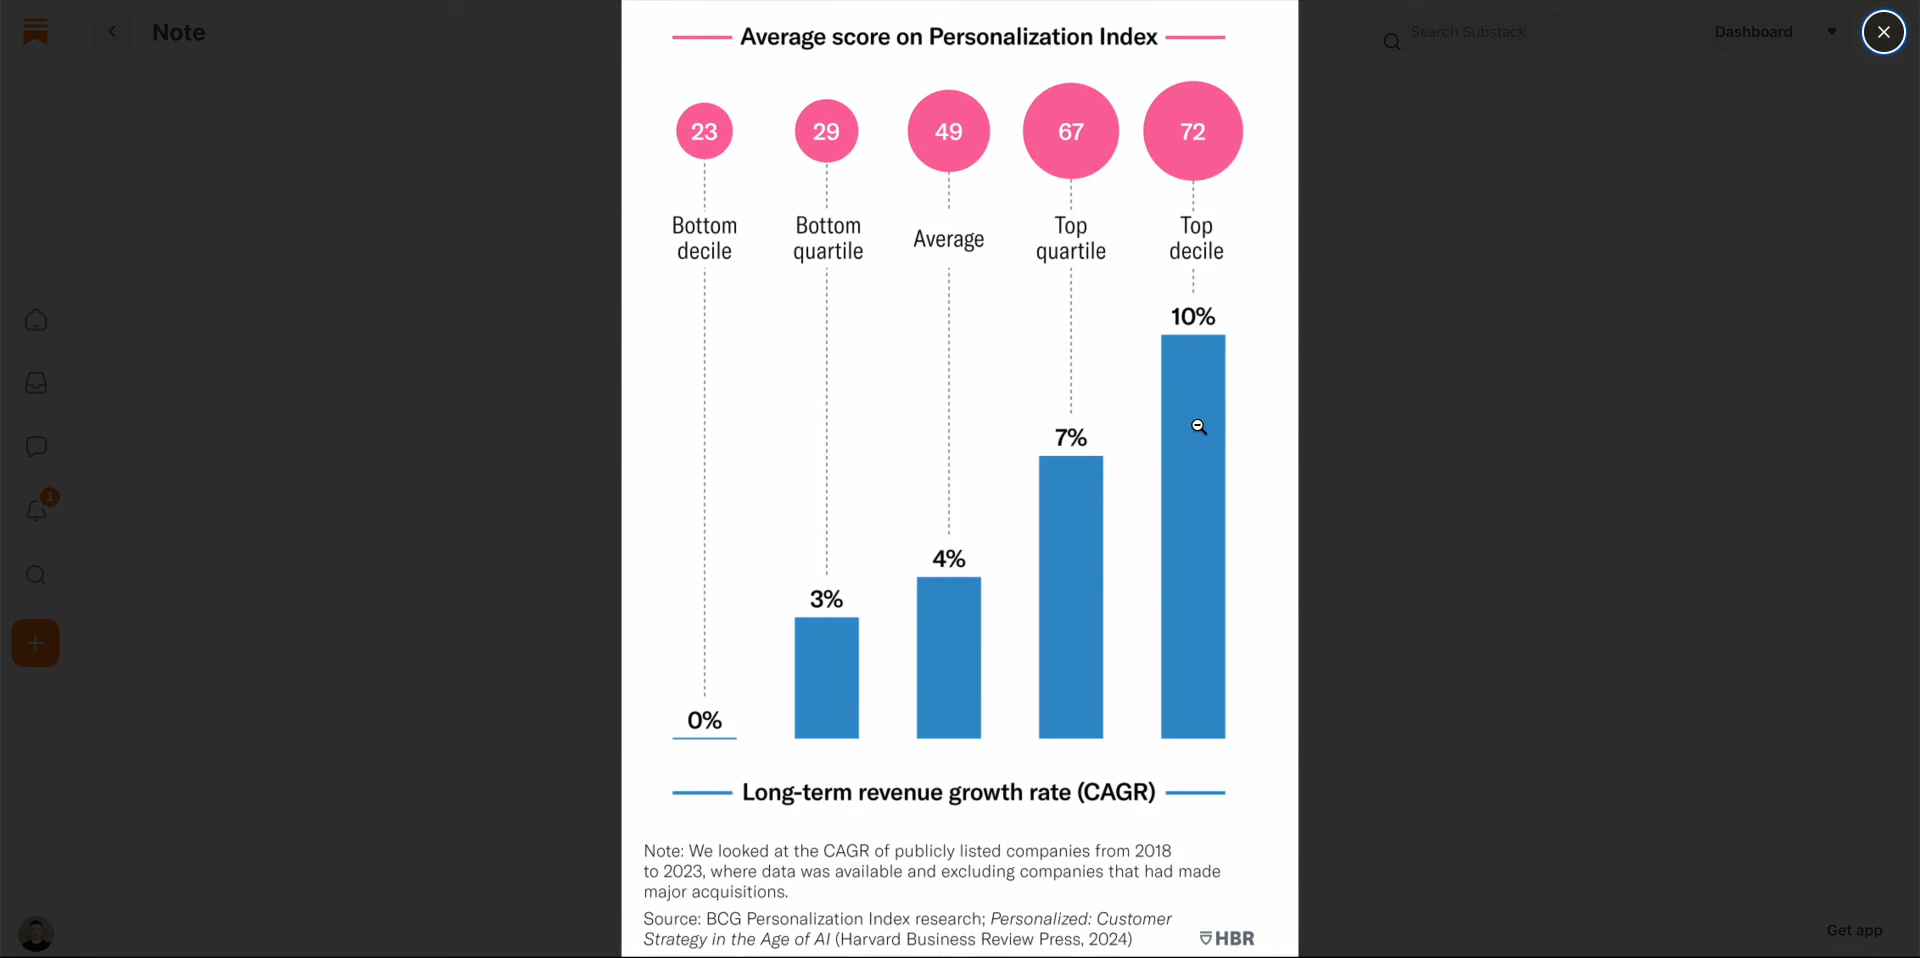 Note
Search Substack
Dashboard
1
Get app
Average score on Personalization Index
23
29
49
67
72
Bottom
decile
Bottom
quartile
Average
Top
quartile
Top
decile
0%
3%
4%
7%
10%
Long-term revenue growth rate (CAGR)
Note: We looked at the CAGR of publicly listed companies from 2018
to 2023, where data was available and excluding companies that had made
major acquisitions.
Source: BCG Personalization Index research; Personalized: Customer
Strategy in the Age of AI (Harvard Business Review Press, 2024)
HBR